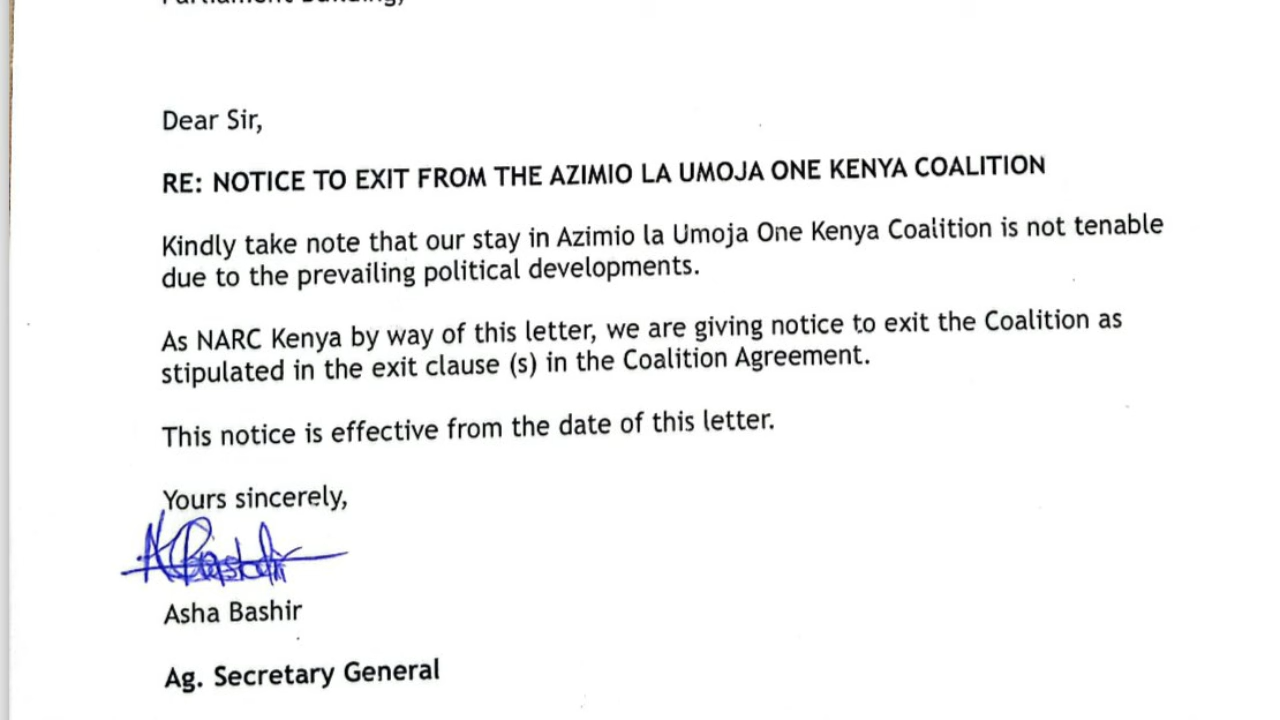 Dear Sir,
RE: NOTICE TO EXIT FROM THE AZIMIO LA UMOJA ONE KENYA COALITION
Kindly take note that our stay in Azimio la Umoja One Kenya Coalition is not tenable
due to the prevailing political developments.
As NARC Kenya by way of this letter, we are giving notice to exit the Coalition as
stipulated in the exit clause (s) in the Coalition Agreement.
This notice is effective from the date of this letter.
Yours sincerely,
Asha Bashir
Ag. Secretary General